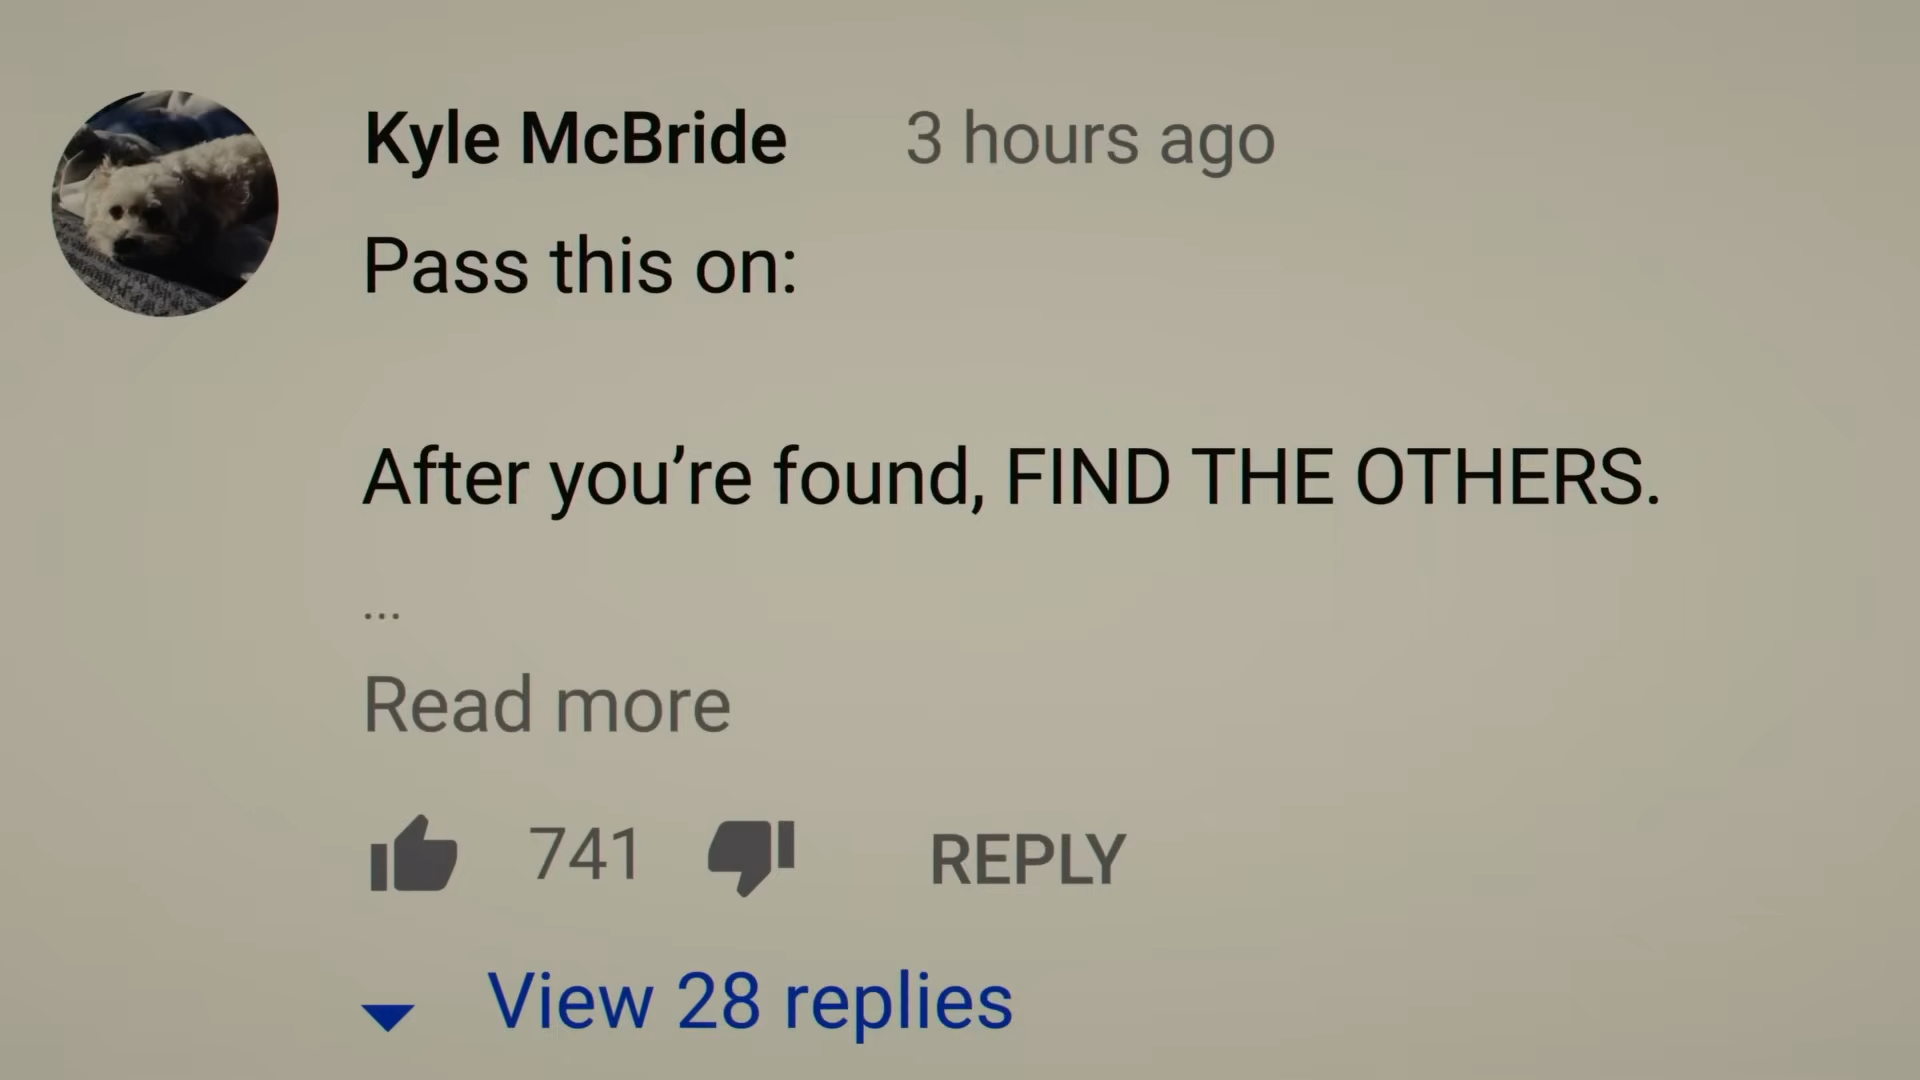 Kyle McBride 3 hours ago
Pass this on:
After you’re found, FIND THE OTHERS.
...
Read more
741 REPLY
View 28 replies